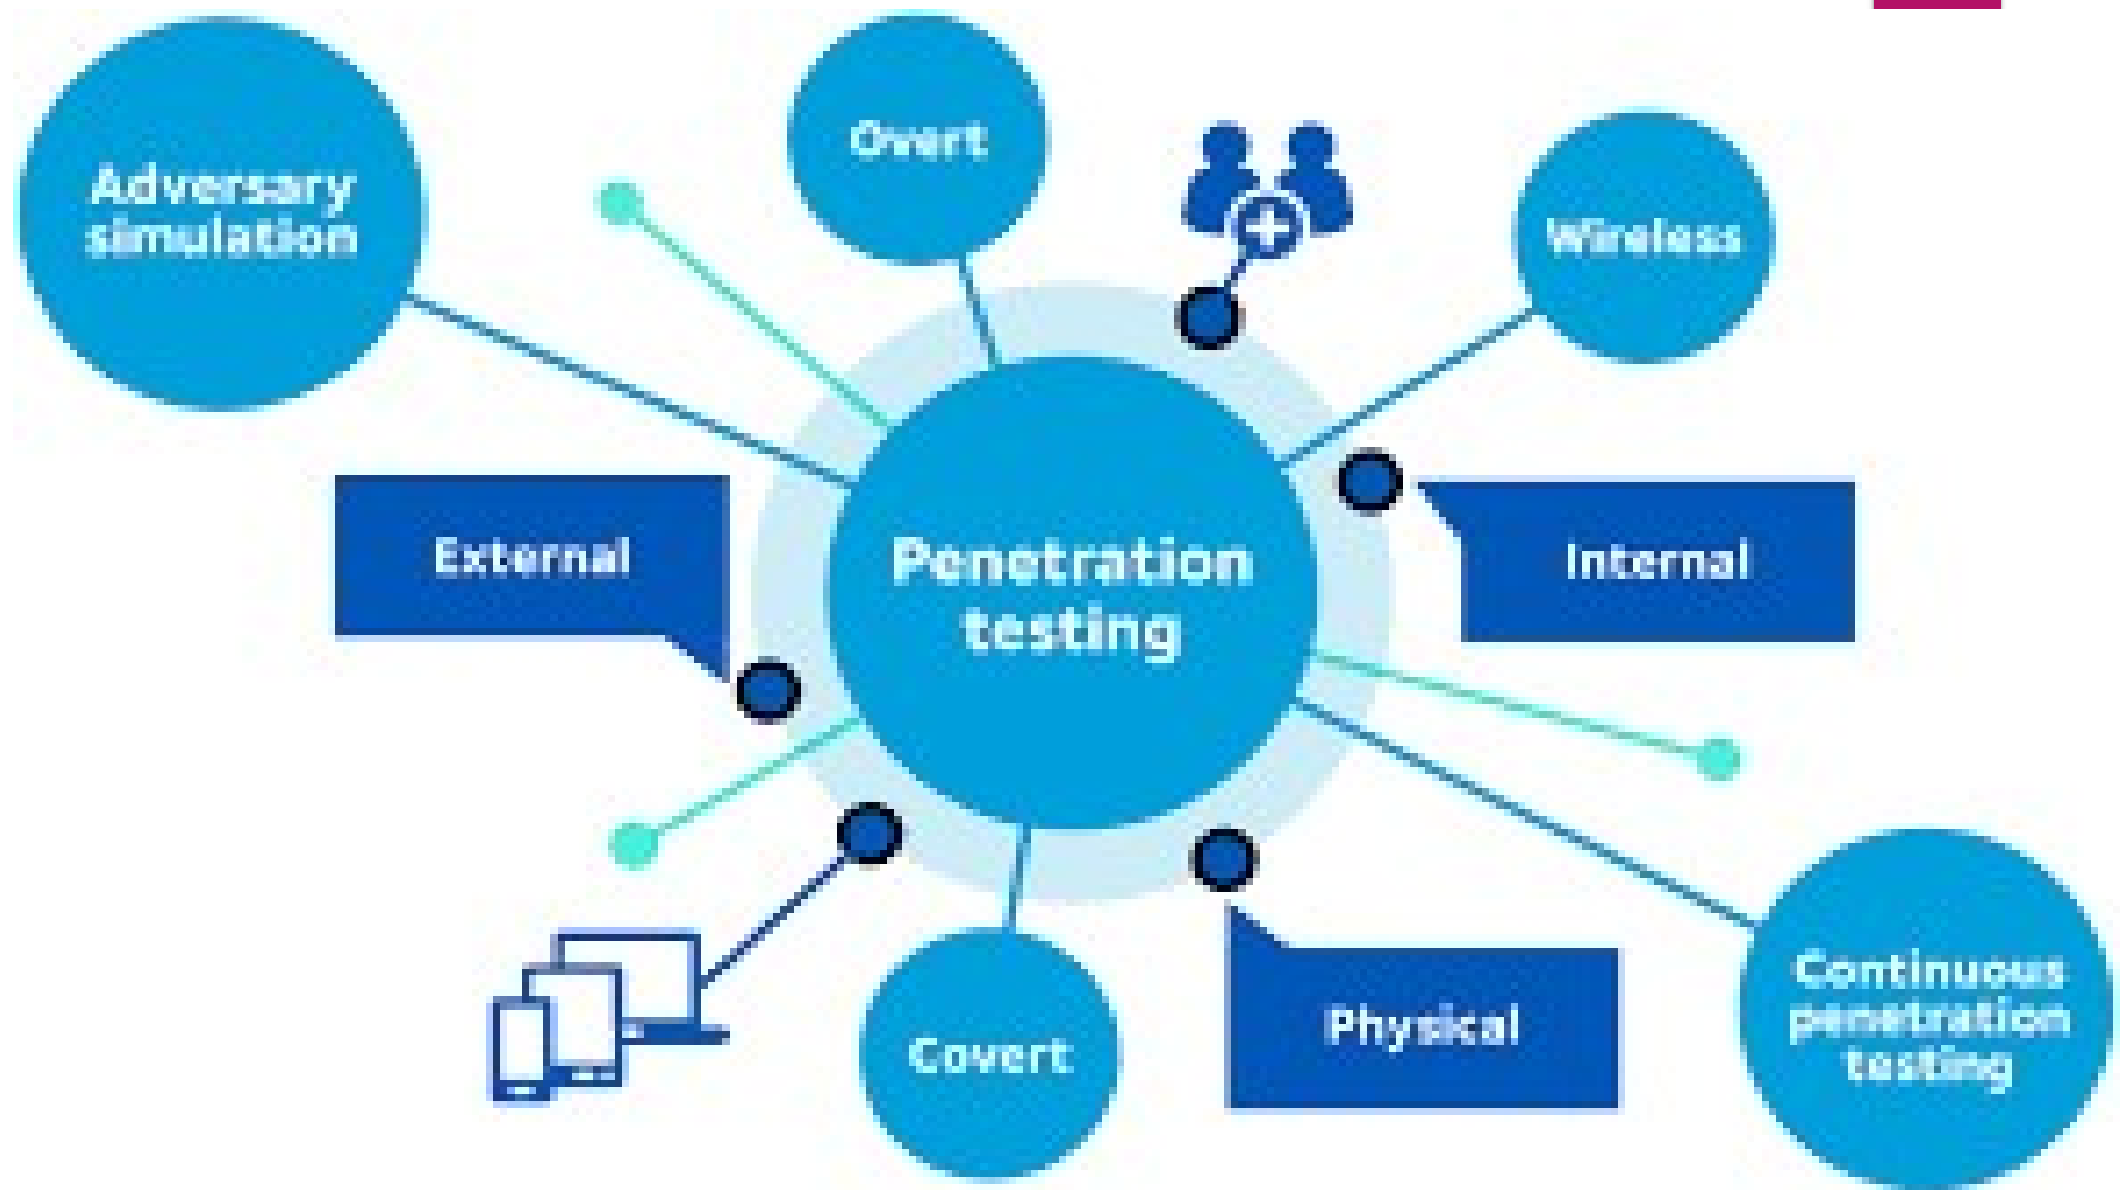 Overt
Adversary
simulation
Wireless
External
Penetration
testing
Internal
Continuous
penetration
testing
Physical
Covert